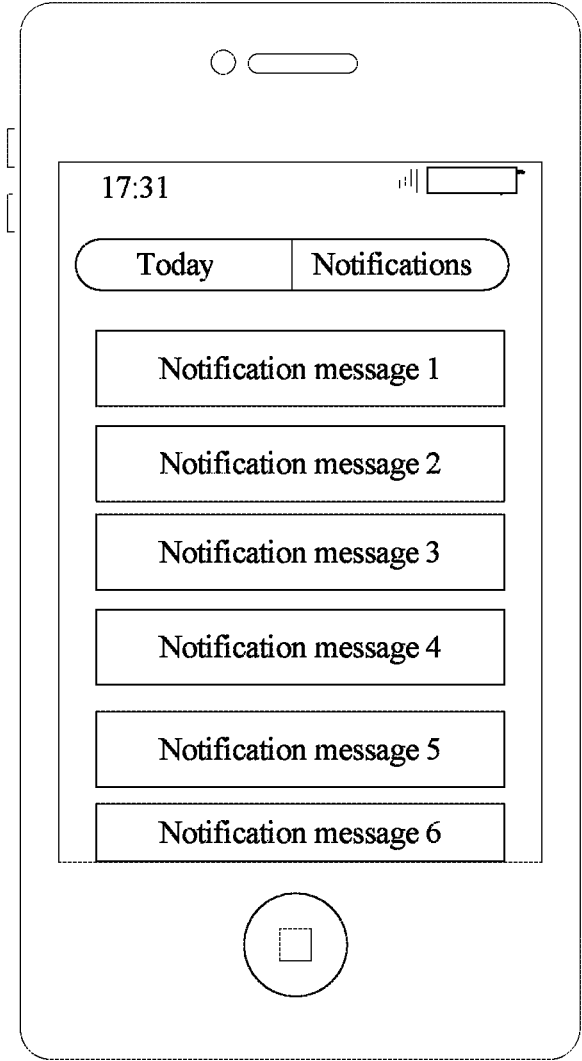 17:31
Today Notifications
Notification message 1
Notification message 2
Notification message 3
Notification message 4
Notification message 5
Notification message 6